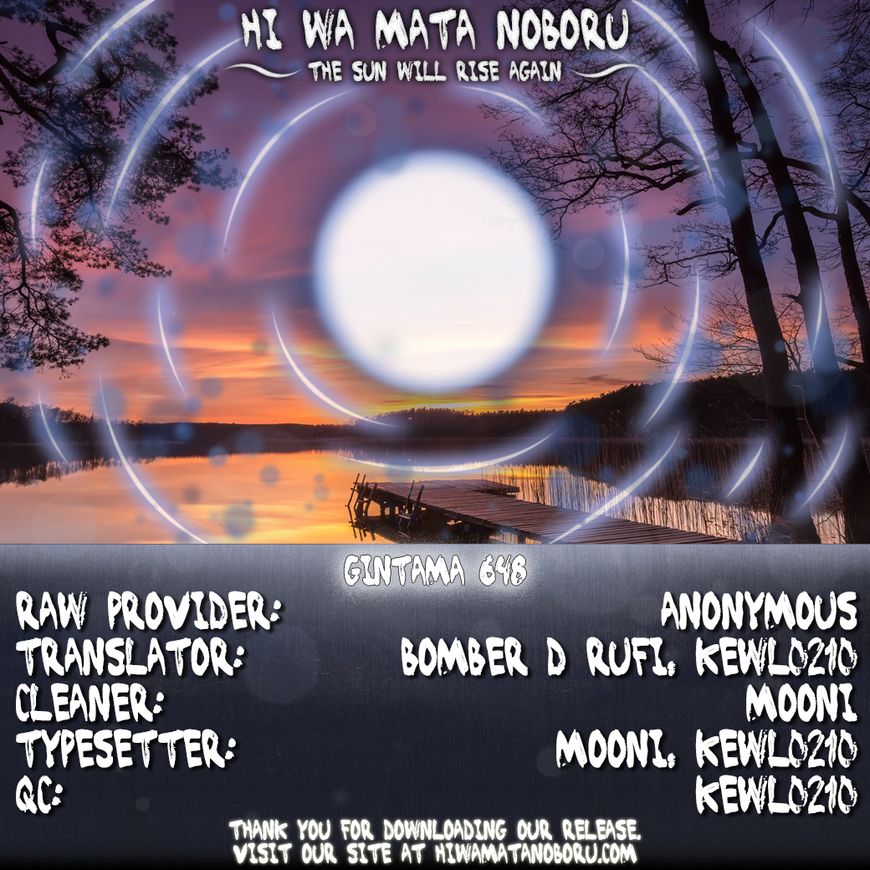 HI WA MATA NOBORU
THE SUN WILL RISE AGAIN
GINTAMA 648
RAW PROVIDER: ANONYMOUS
TRANSLATOR: BOMBER D RUFI, KEWL0210
CLEANER: MOONI
TYPESETTER: MOONI, KEWL0210
QC: KEWL0210
THANK YOU FOR DOWNLOADING OUR RELEASE.
VISIT OUR SITE AT HIWAMATANOBORU.COM